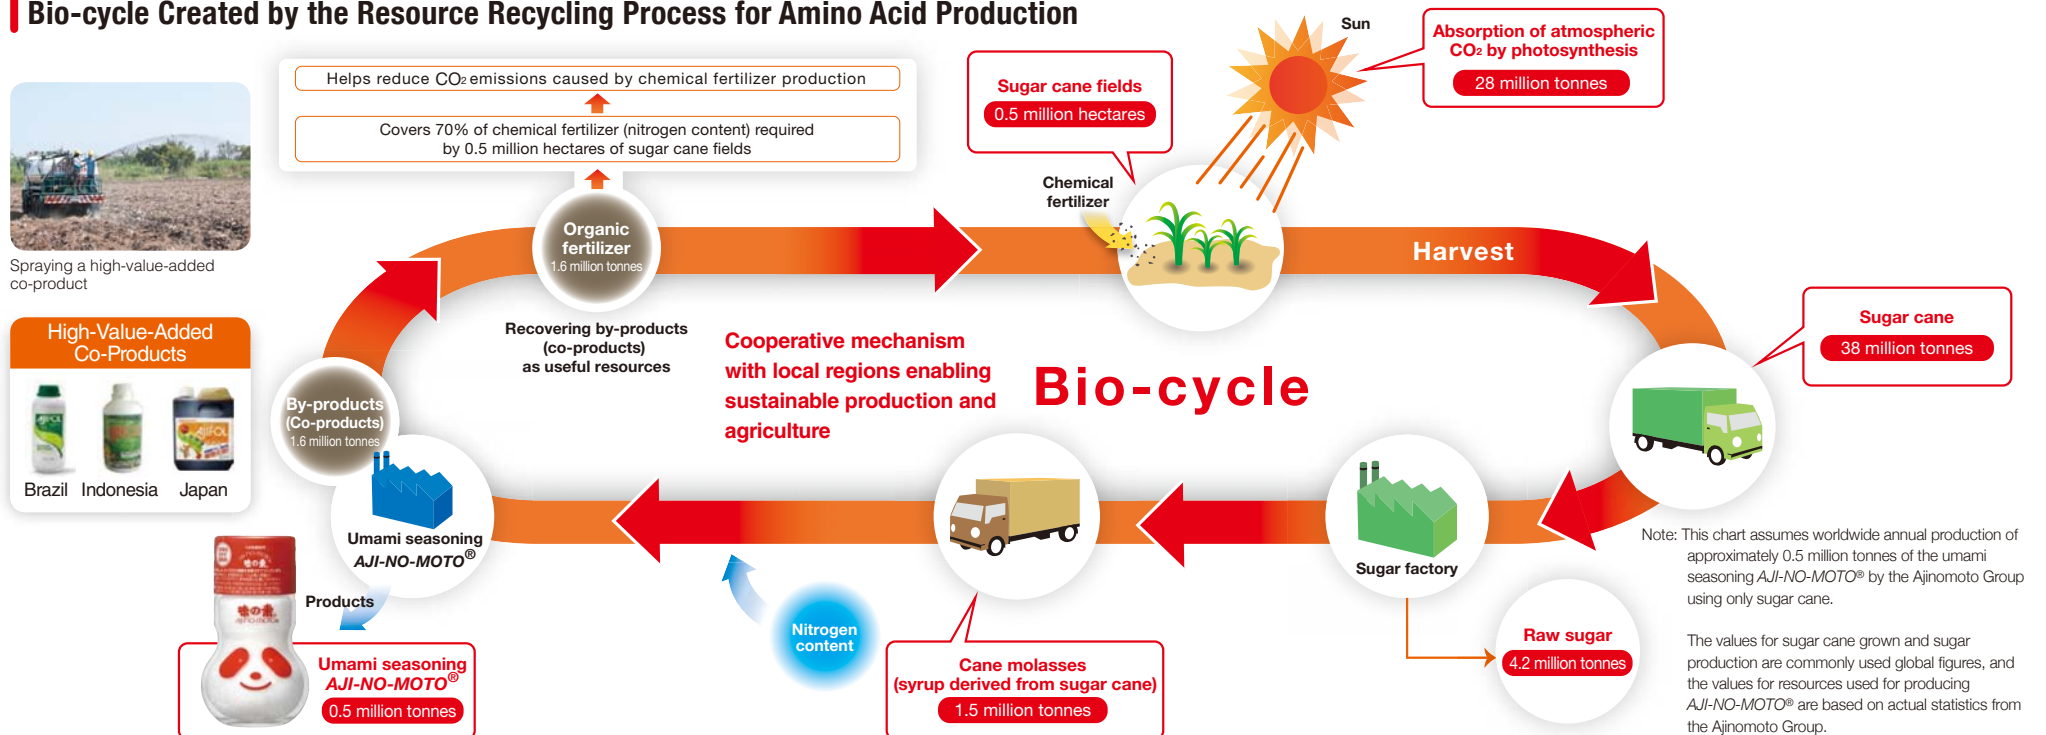 Bio-cycle Created by the Resource Recycling Process for Amino Acid Production
Spraying a high-value-added
co-product
High-Value-Added
Co-Products
Brazil Indonesia Japan
Helps reduce CO2 emissions caused by chemical fertilizer production
Covers 70% of chemical fertilizer (nitrogen content) required
by 0.5 million hectares of sugar cane fields
Organic
fertilizer
1.6 million tonnes
Recovering by-products
(co-products)
as useful resources
By-products
(Co-products)
1.6 million tonnes
Sugar cane fields
0.5 million hectares
Chemical
fertilizer
Sun
Absorption of atmospheric
CO2 by photosynthesis
28 million tonnes
Harvest
Sugar cane
38 million tonnes
Cooperative mechanism
with local regions enabling
sustainable production and
agriculture
Bio-cycle
Sugar factory
Raw sugar
4.2 million tonnes
Cane molasses
(syrup derived from sugar cane)
1.5 million tonnes
Nitrogen
content
Umami seasoning
AJI-NO-MOTO®
Products
味の素
味の素
Umami seasoning
AJI-NO-MOTO®
0.5 million tonnes
Note: This chart assumes worldwide annual production of
approximately 0.5 million tonnes of the umami
seasoning AJI-NO-MOTO® by the Ajinomoto Group
using only sugar cane.
The values for sugar cane grown and sugar
production are commonly used global figures, and
the values for resources used for producing
AJI-NO-MOTO® are based on actual statistics from
the Ajinomoto Group.